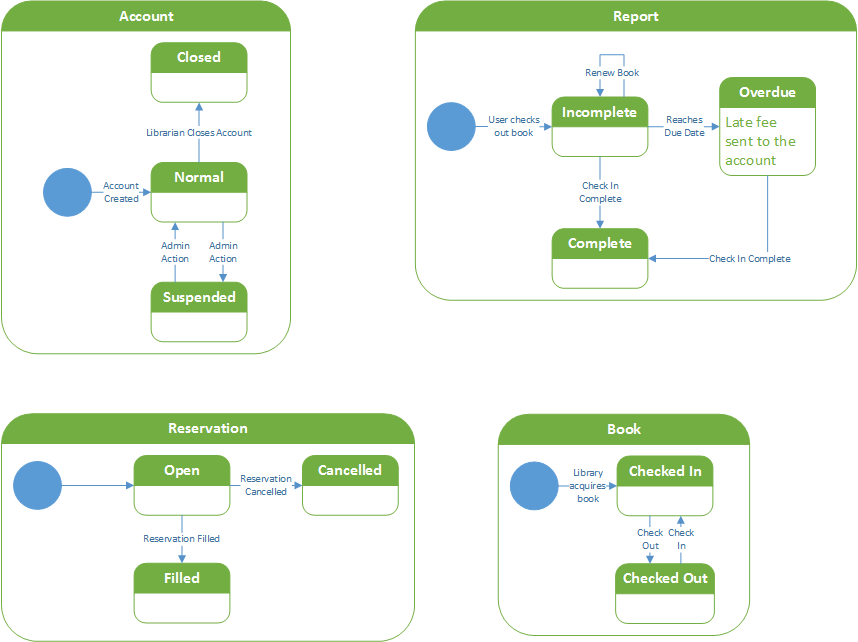 Account
Closed
Librarian Closes Account
Normal
Account
Created
Admin
Action
Admin
Action
Suspended
Report
Renew Book
Incomplete
User checks
out book
Reaches
Due Date
Overdue
Late fee
sent to the
account
Check In
Complete
Complete
Check In Complete
Reservation
Open
Reservation
Cancelled
Cancelled
Reservation Filled
Filled
Book
Library
acquires
book
Checked In
Check
Out
Check
In
Checked Out